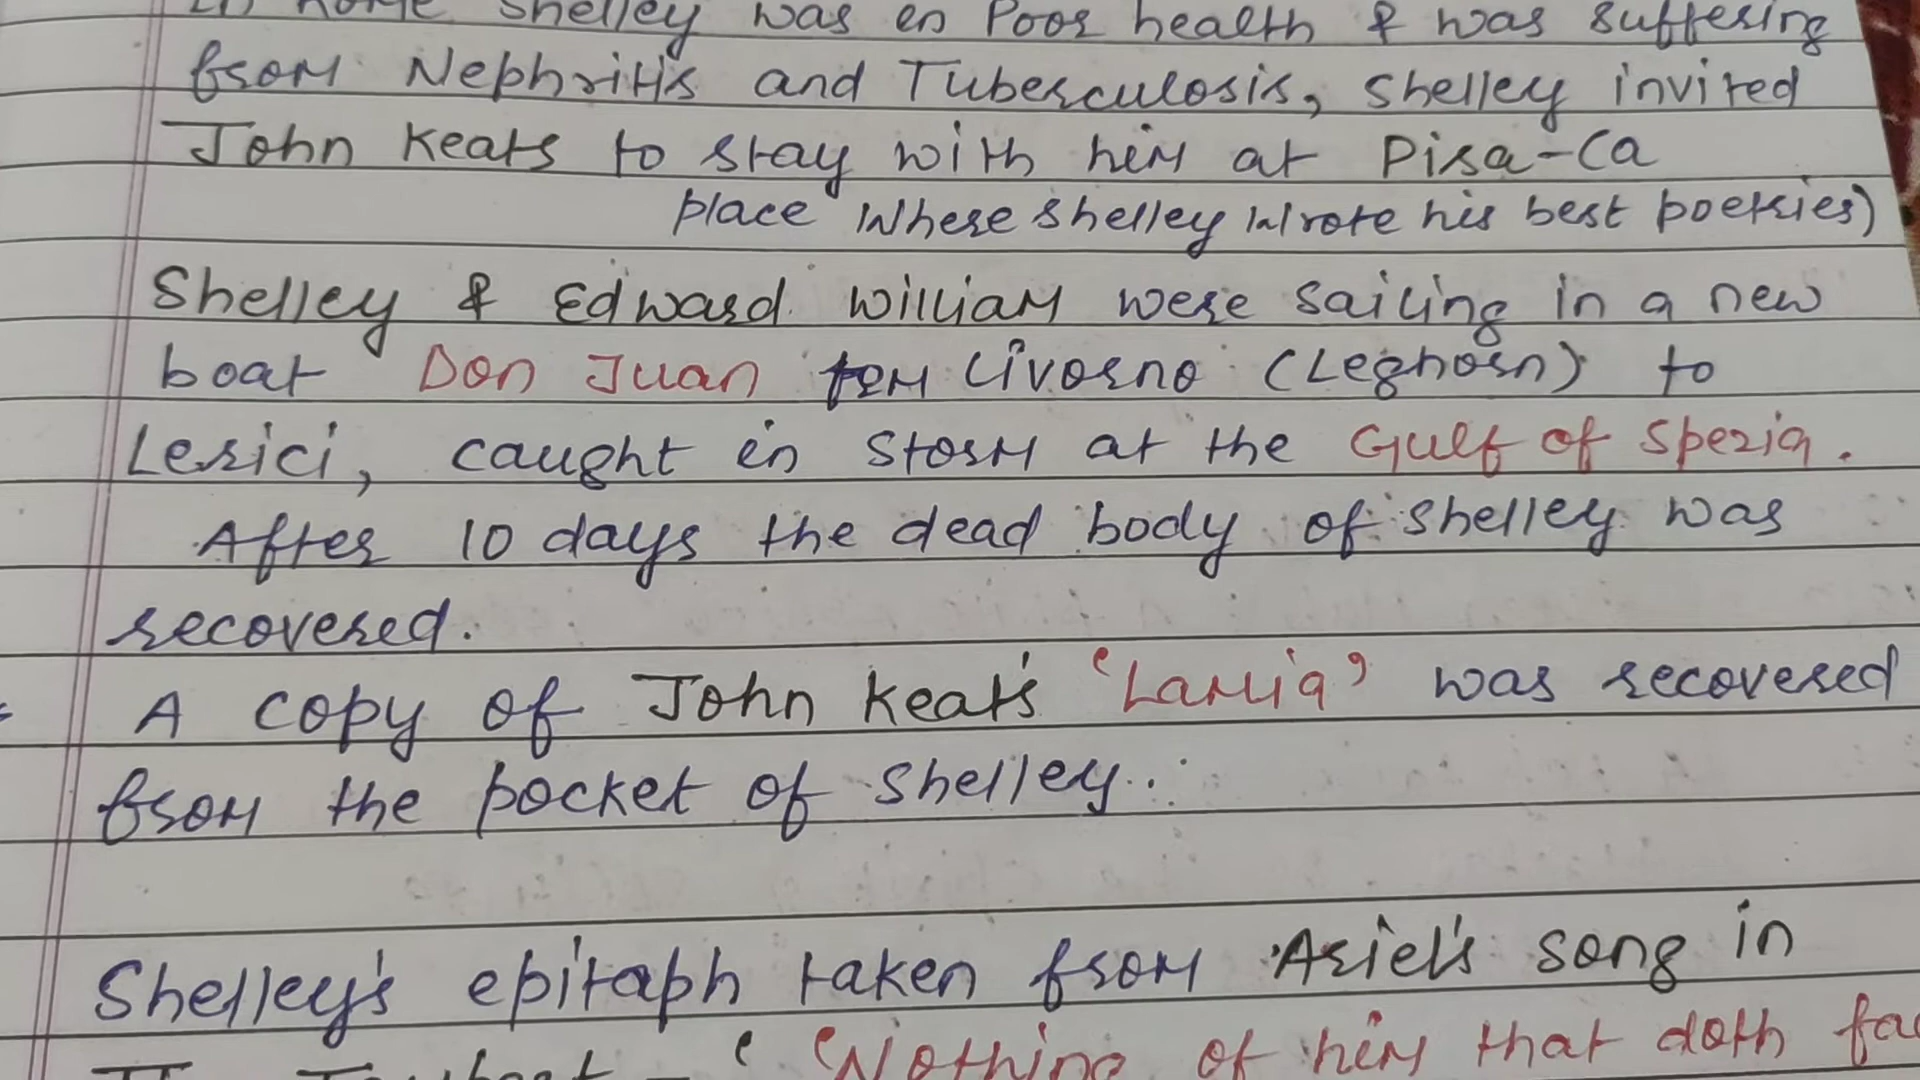 In Rome Shelley was in Poor health & was suffering
from Nephritis and Tuberculosis, Shelley invited
John Keats to stay with him at Pisa-(a
place where Shelley wrote his best poetries)
Shelley & Edward William were sailing in a new
boat Don Juan from Livorno (Leghorn) to
Lerici, caught in storm at the Gulf of Spezia.
After 10 days the dead body of Shelley was
recovered.
A copy of John Keat's 'Lamia' was recovered
from the pocket of Shelley.
Shelley's epitaph taken from Ariel's song in
'Nothing of him that doth